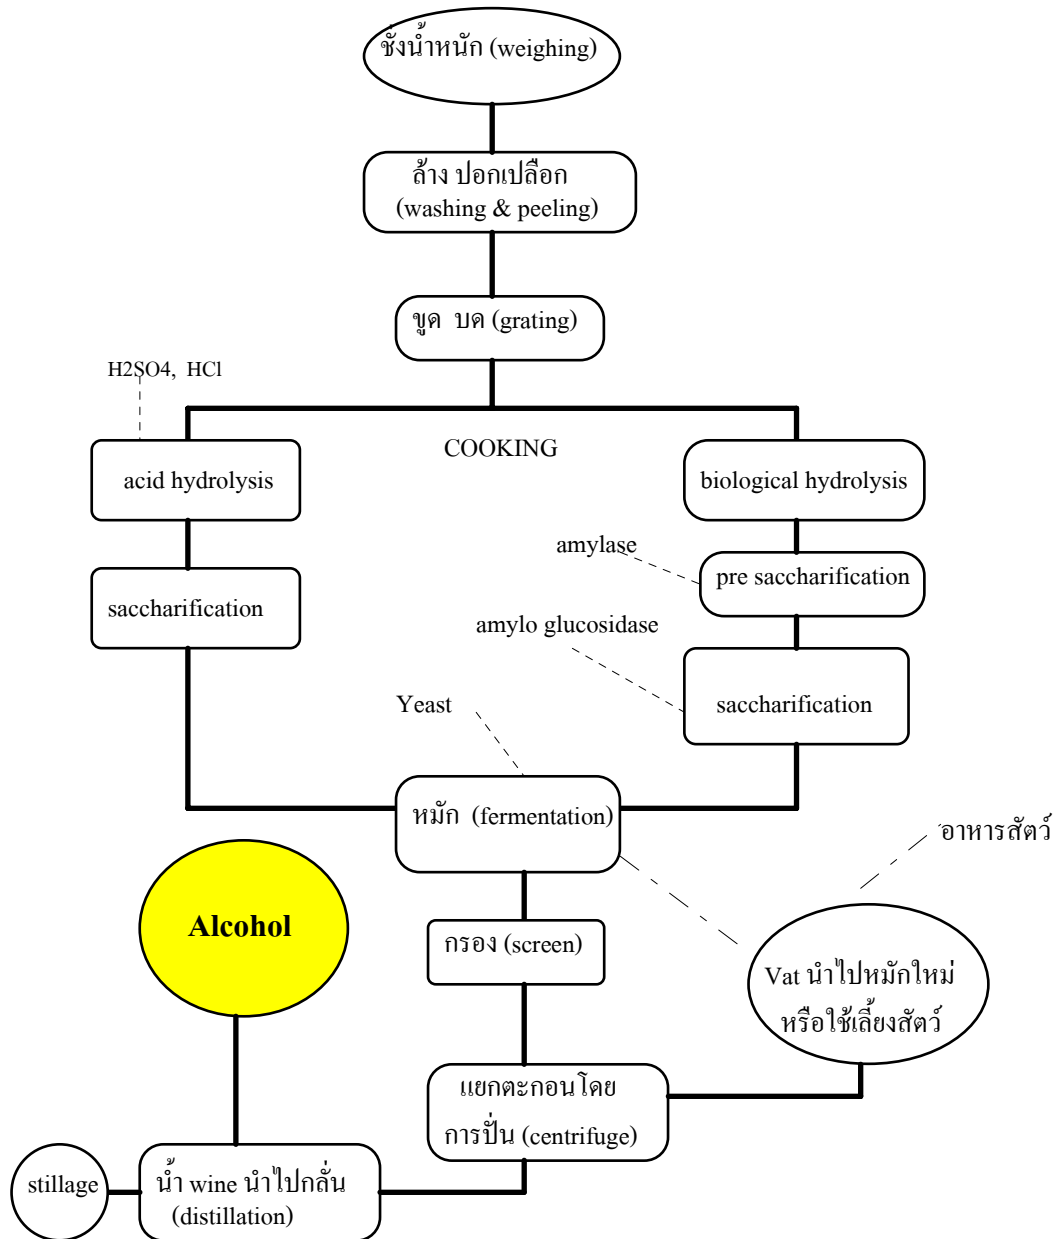 ชั่งน้ำหนัก (weighing)
ล้าง ปอกเปลือก
(washing & peeling)
ขูด บด (grating)
H2SO4, HCl
COOKING
acid hydrolysis
biological hydrolysis
amylase
pre saccharification
saccharification
amylo glucosidase
saccharification
Yeast
หมัก (fermentation)
อาหารสัตว์
Alcohol
กรอง (screen)
Vat นำไปหมักใหม่
หรือใช้เลี้ยงสัตว์
แยกตะกอนโดย
การปั่น (centrifuge)
stillage
น้ำ wine นำไปกลั่น
(distillation)